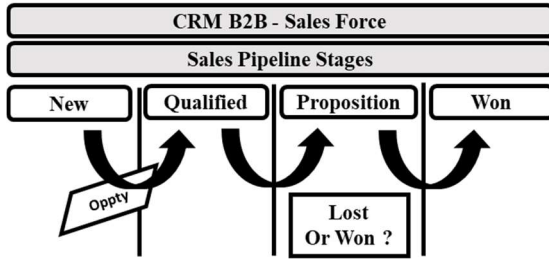 CRM B2B - Sales Force
Sales Pipeline Stages
New
Qualified
Proposition
Won
Oppty
Lost
Or Won ?